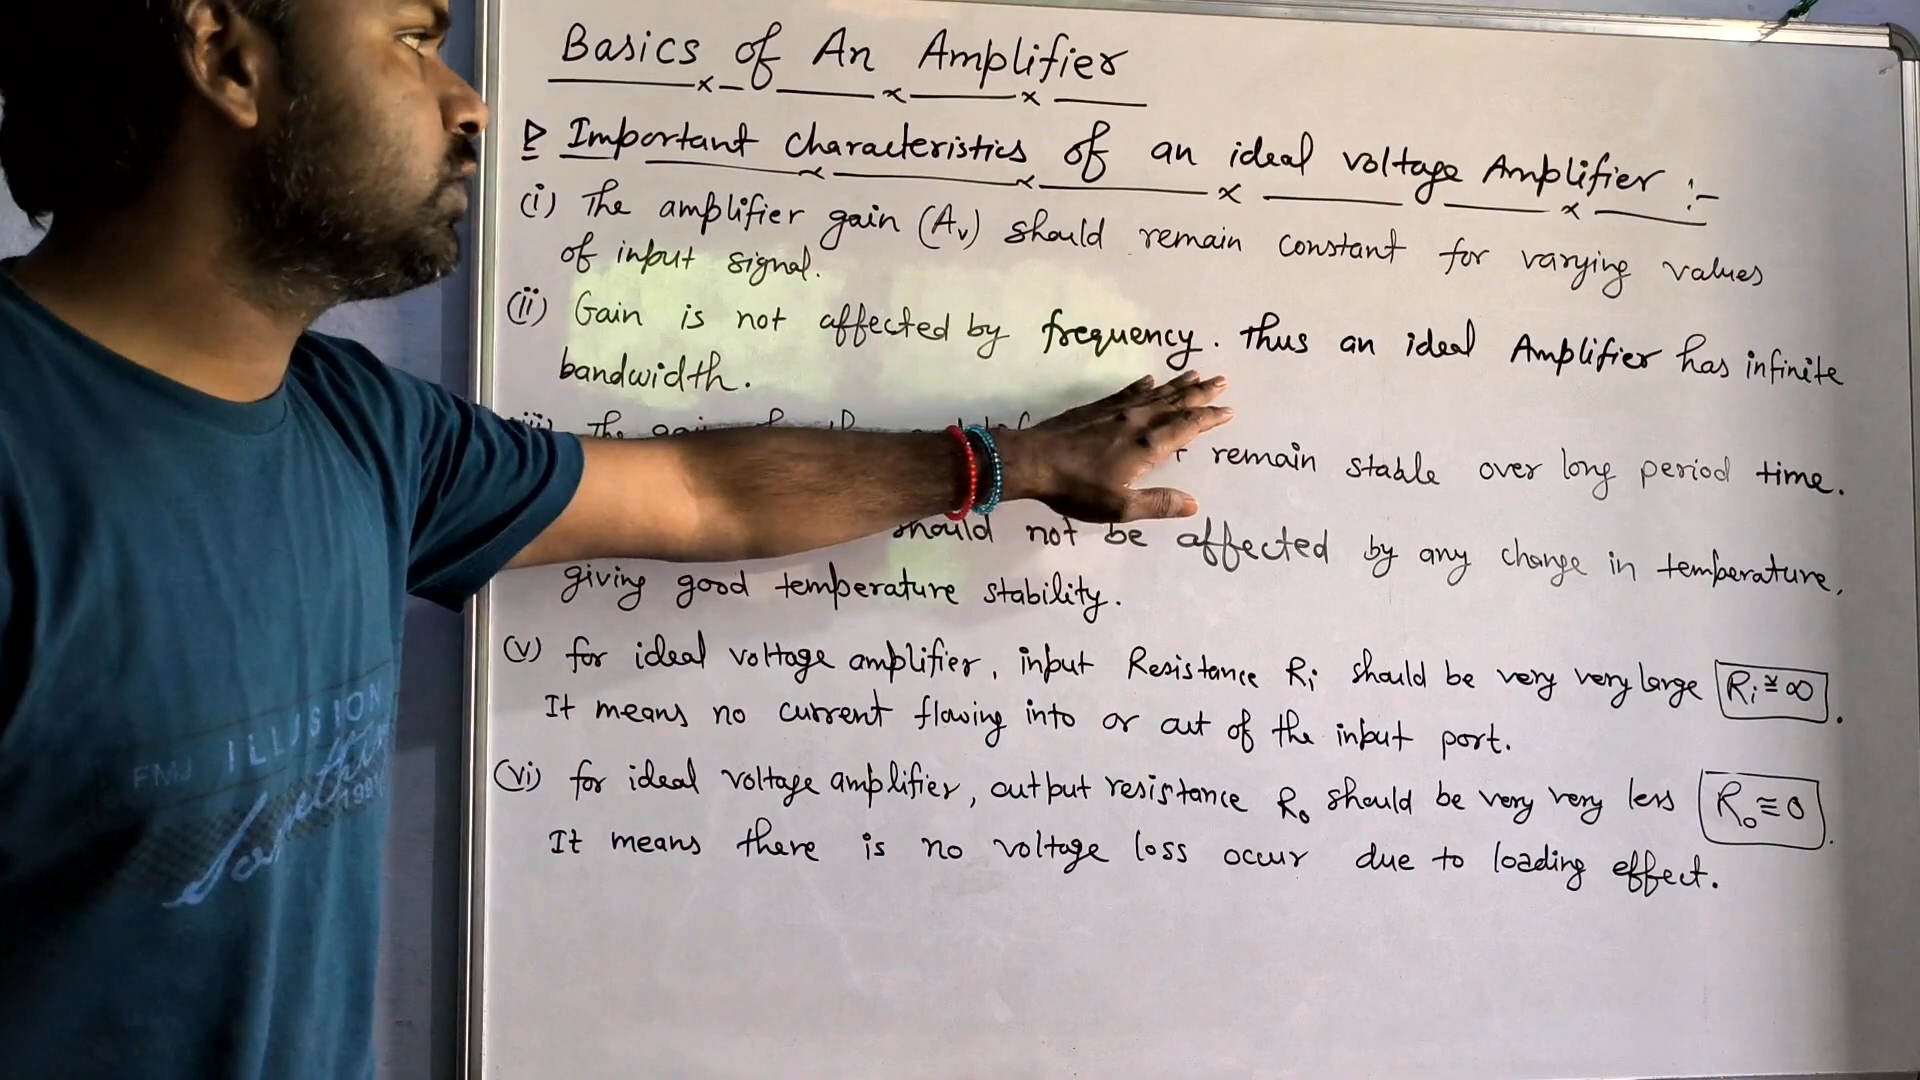 Basics of An Amplifier
Important characteristics of an ideal voltage Amplifier :-
(i) The amplifier gain (Av) should remain constant for varying values
of input signal.
(ii) Gain is not affected by frequency. Thus an ideal Amplifier has infinite
bandwidth.
(iii) The remain stable over long period time.
should not be affected by any change in temperature,
giving good temperature stability.
(v) for ideal voltage amplifier, input Resistance Ri should be very very large Ri ≅ ∞.
It means no current flowing into or out of the input port.
(vi) for ideal voltage amplifier, output resistance Ro should be very very less Ro ≅ 0.
It means there is no voltage loss occur due to loading effect.
FMJ ILLUSION
199